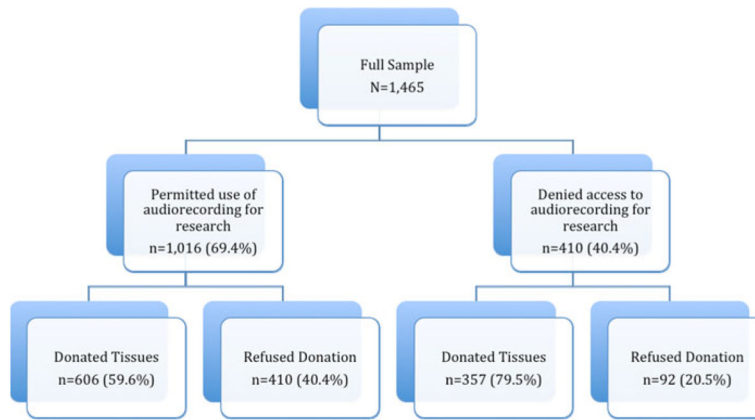 Full Sample
N=1,465
Permitted use of
audiorecording for
research
n=1,016 (69.4%)
Denied access to
audiorecording for
research
n=410 (40.4%)
Donated Tissues
n=606 (59.6%)
Refused Donation
n=410 (40.4%)
Donated Tissues
n=357 (79.5%)
Refused Donation
n=92 (20.5%)